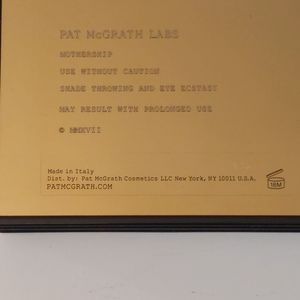 PAT McGRATH LABS
MOTHERSHIP
USE WITHOUT CAUTION
SHADE THROWING AND EYE ECSTASY
MAY RESULT WITH PROLONGED USE
© MMXVII
Made in Italy
Dist. by: Pat McGrath Cosmetics LLC New York, NY 10011 U.S.A.
PATMCGRATH.COM
18M